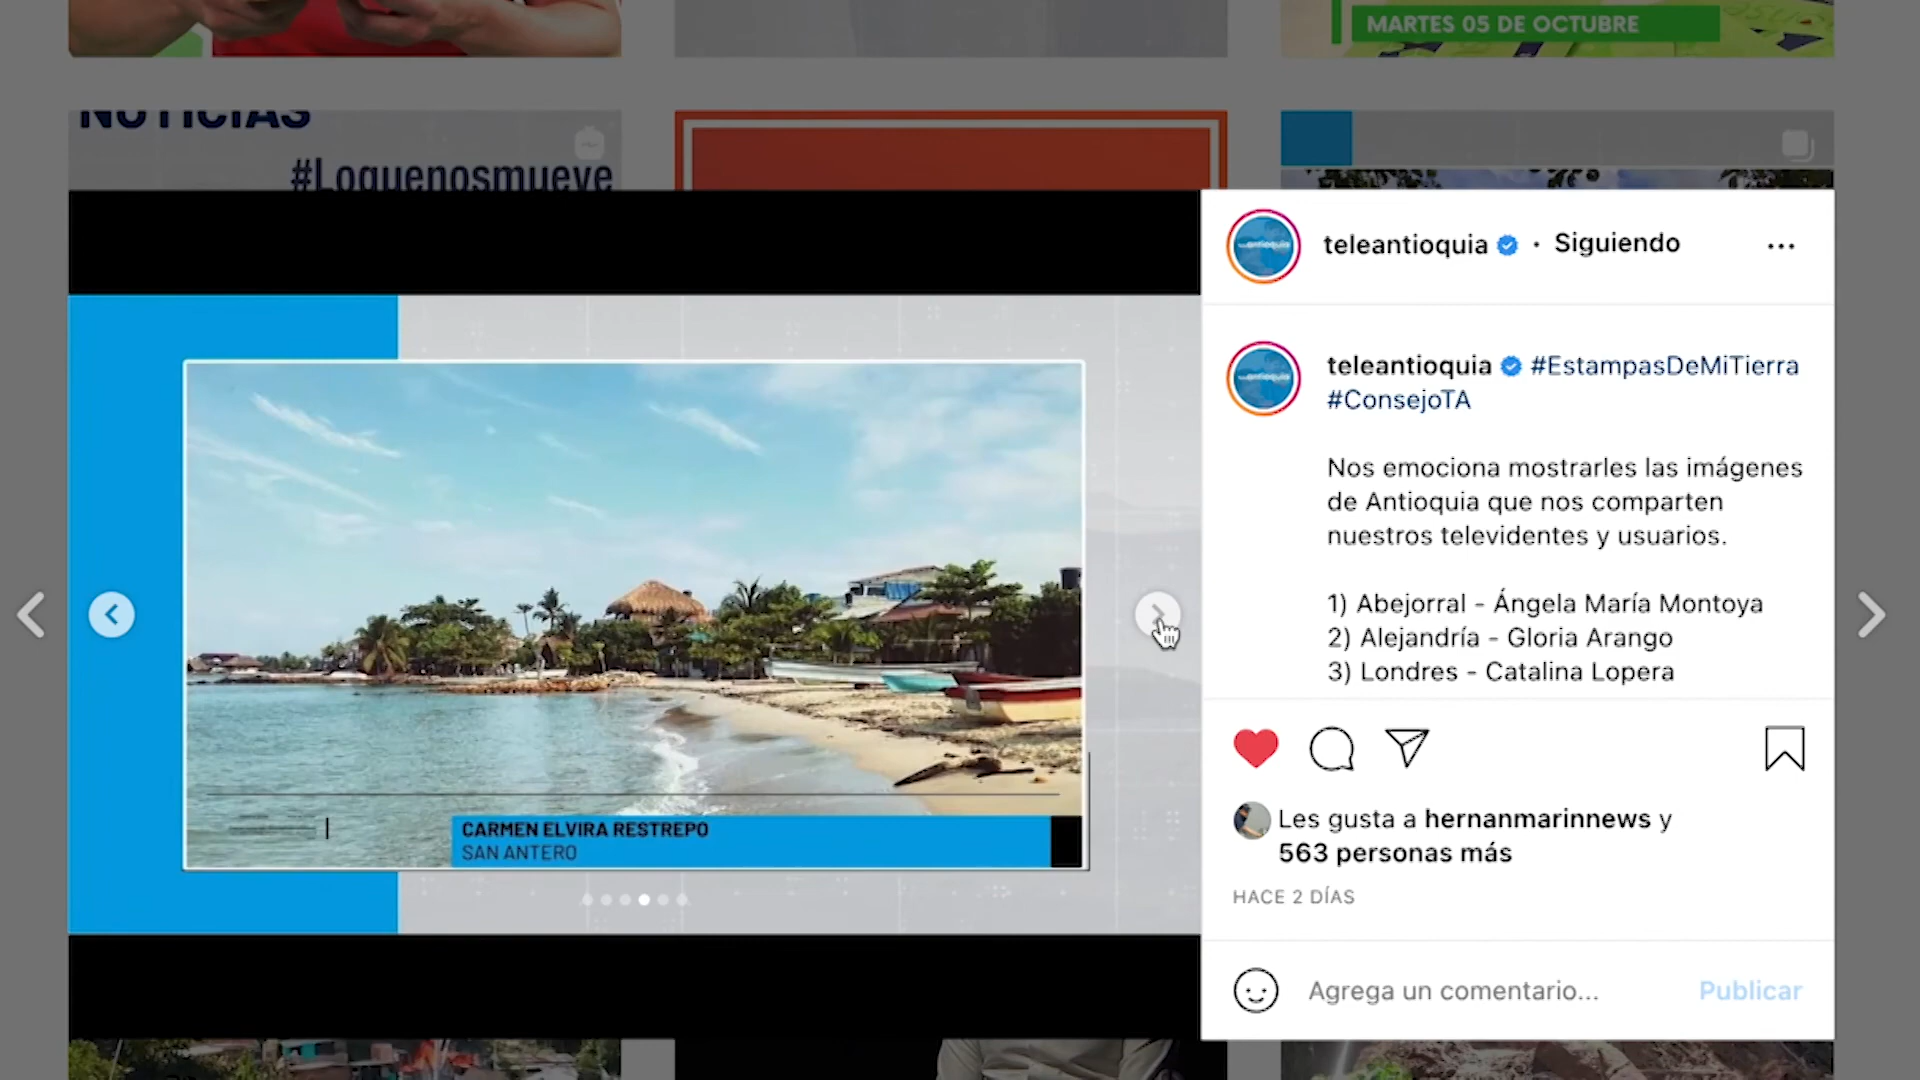 MARTES 05 DE OCTUBRE
NOTICIAS
#Loquenosmueve
teleantioquia • Siguiendo
teleantioquia #EstampasDeMiTierra
#ConsejoTA
Nos emociona mostrarles las imágenes
de Antioquia que nos comparten
nuestros televidentes y usuarios.
1) Abejorral - Ángela María Montoya
2) Alejandría - Gloria Arango
3) Londres - Catalina Lopera
CARMEN ELVIRA RESTREPO
SAN ANTERO
Les gusta a hernanmarinnews y
563 personas más
HACE 2 DÍAS
Agrega un comentario...
Publicar